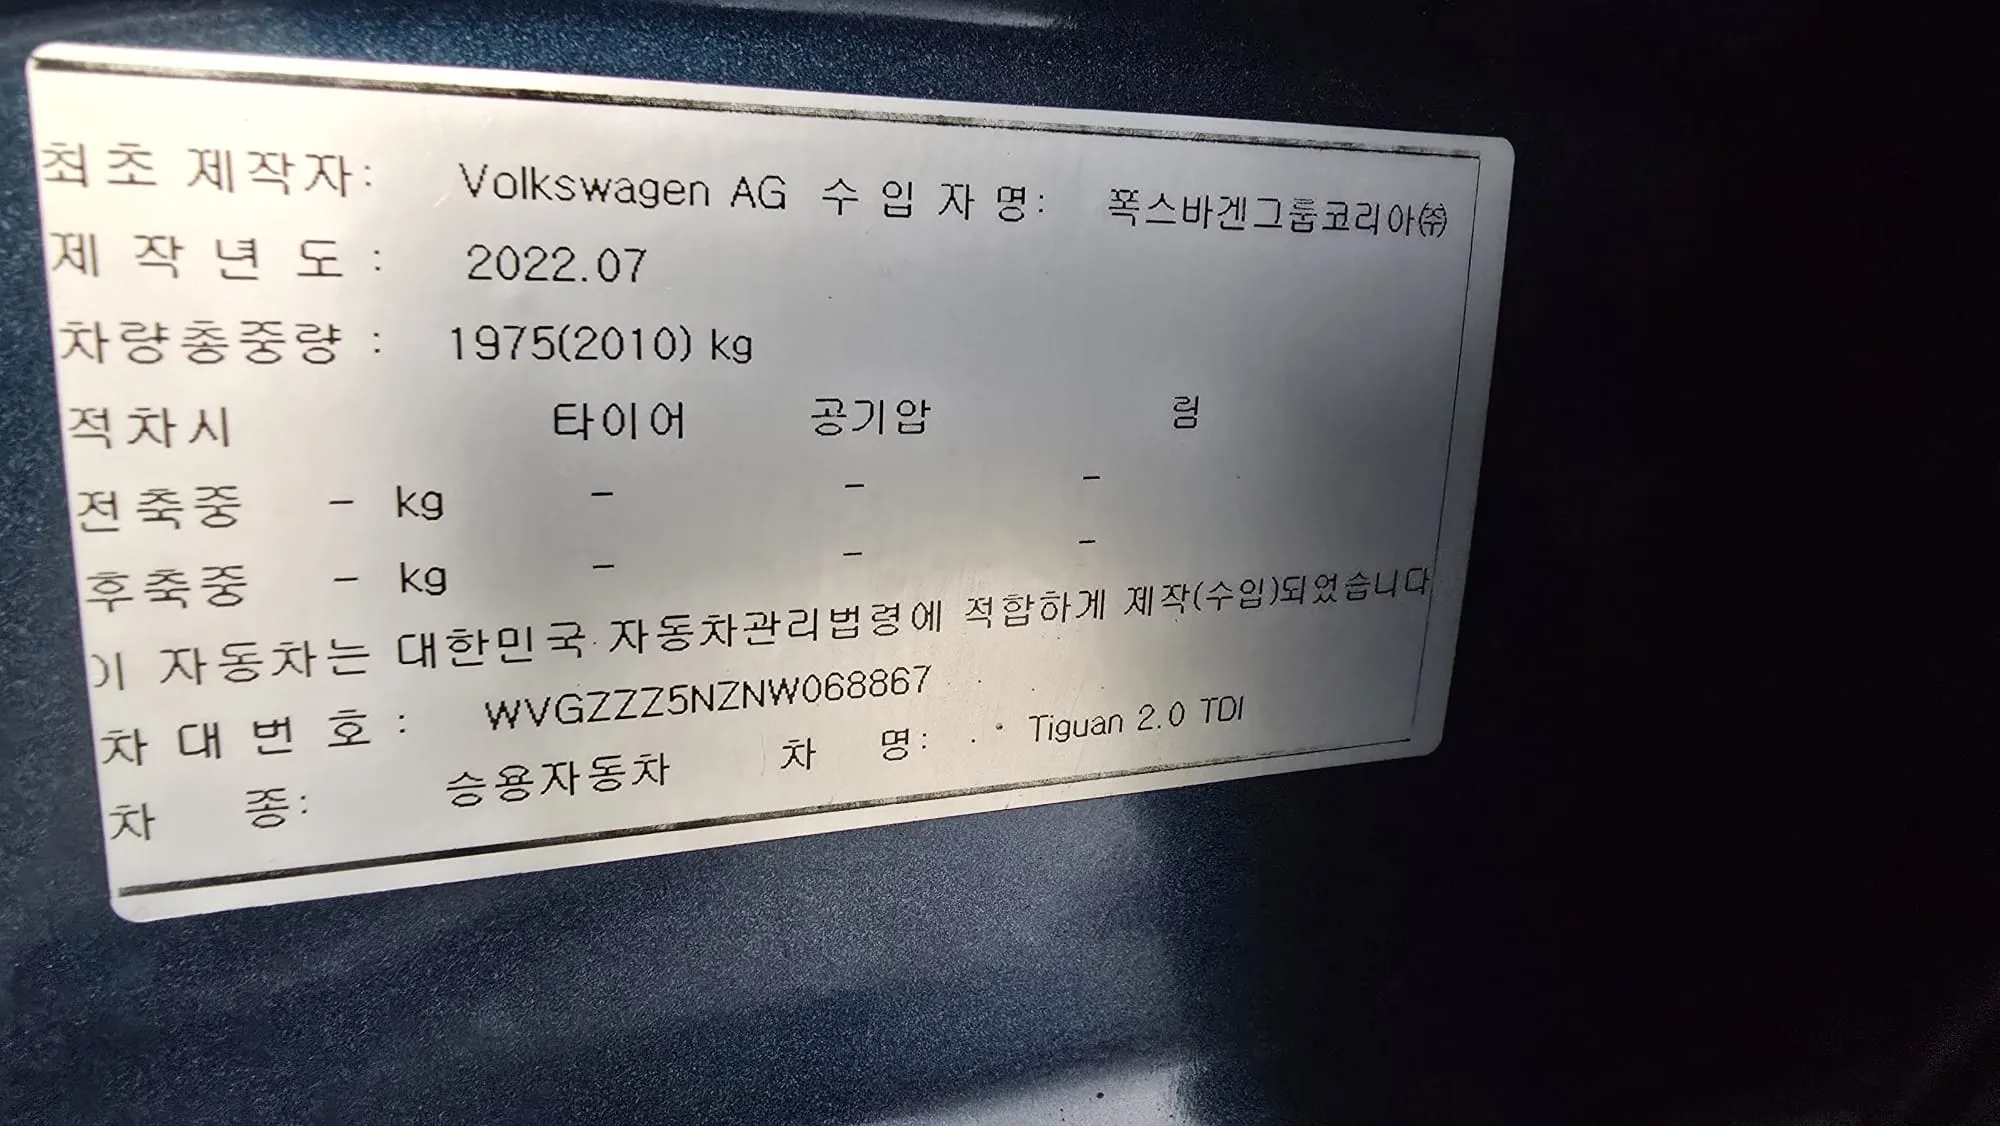 최초 제작자: Volkswagen AG 수 입 자 명: 폭스바겐그룹코리아㈜
제 작 년 도 : 2022.07
차량총중량 : 1975(2010) kg
적차시 타이어 공기압 림
전축중 - kg - - -
후축중 - kg - - -
이 자동차는 대한민국 자동차관리법령에 적합하게 제작(수입)되었습니다
차 대 번 호 : WVGZZZ5NZNW068867
차 종: 승용자동차 차 명: Tiguan 2.0 TDI